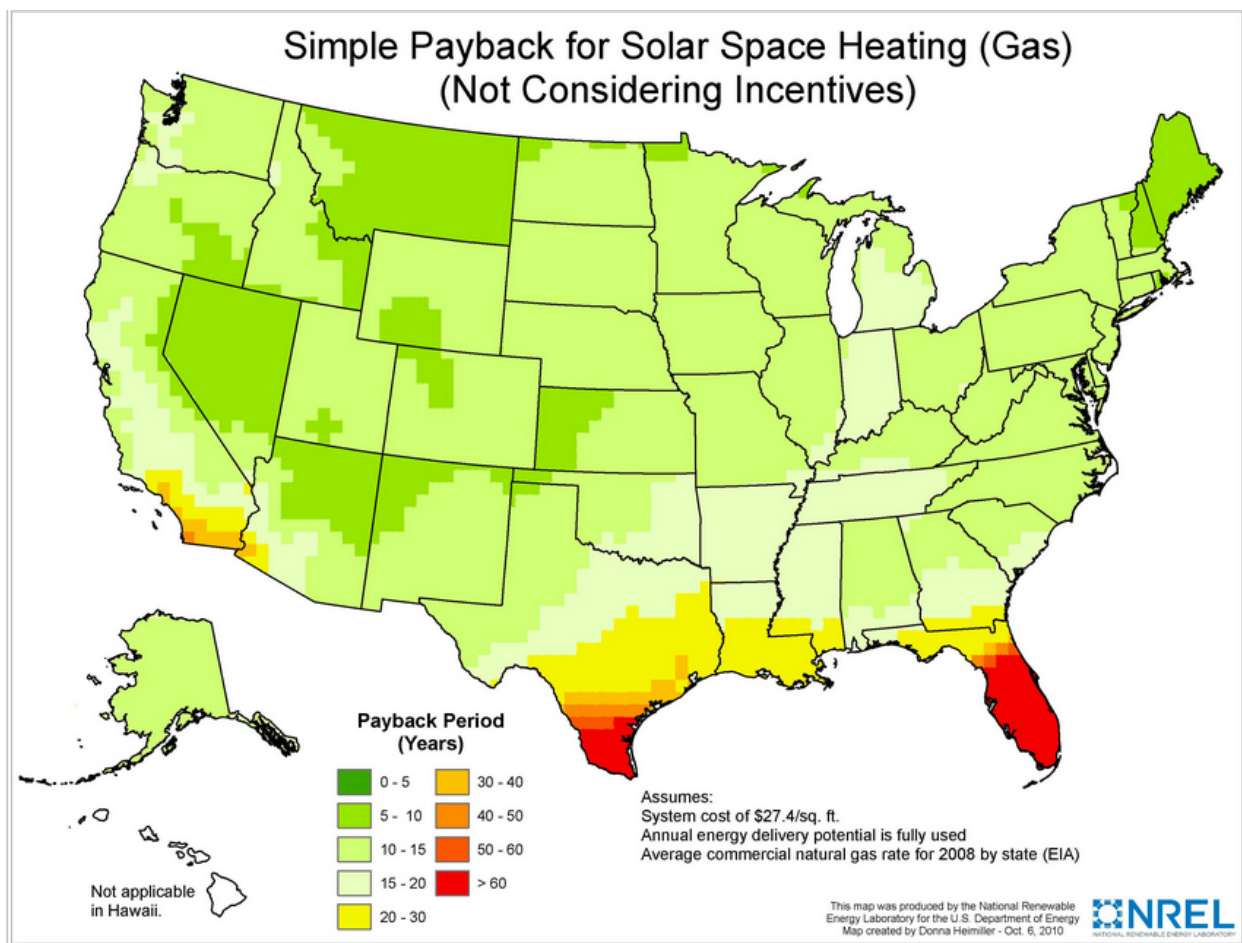 Simple Payback for Solar Space Heating (Gas)
(Not Considering Incentives)
Payback Period
(Years)
0 - 5
5 - 10
10 - 15
15 - 20
20 - 30
30 - 40
40 - 50
50 - 60
> 60
Assumes:
System cost of $27.4/sq. ft.
Annual energy delivery potential is fully used
Average commercial natural gas rate for 2008 by state (EIA)
Not applicable
in Hawaii.
This map was produced by the National Renewable
Energy Laboratory for the U.S. Department of Energy
Map created by Donna Heimiller - Oct. 6, 2010
NREL
NATIONAL RENEWABLE ENERGY LABORATORY